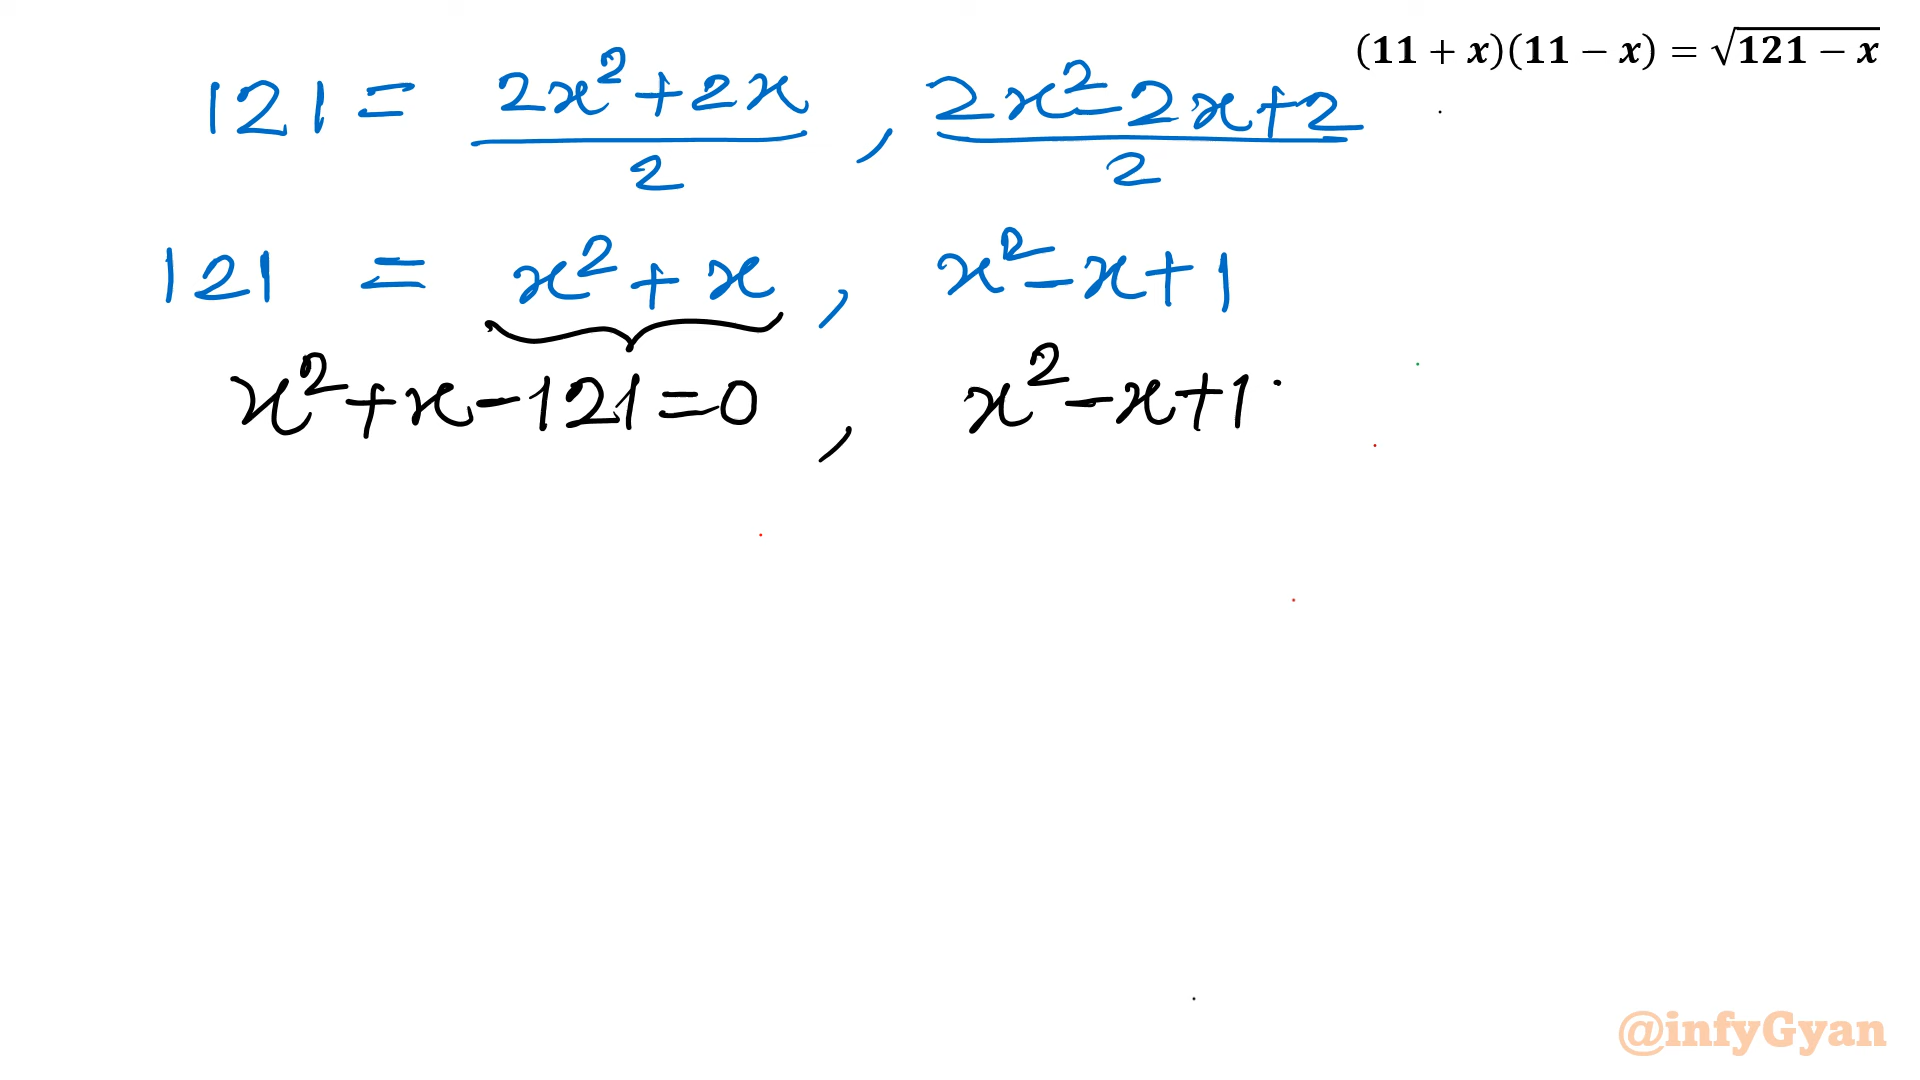 (11 + x)(11 − x) = √(121 − x)
121 = (2x² + 2x)/2 , (2x² − 2x + 2)/2
121 = x² + x , x² − x + 1
x² + x − 121 = 0 , x² − x + 1
@infyGyan